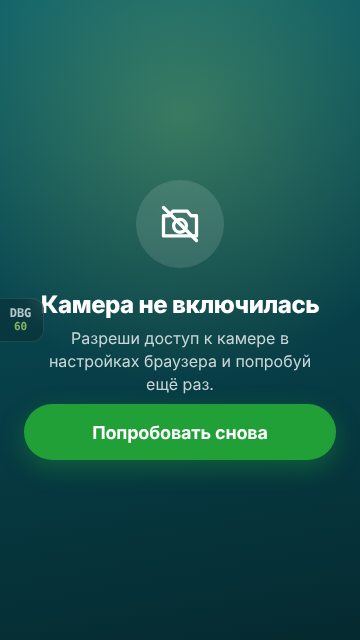 Камера не включилась
DBG
60
Разреши доступ к камере в
настройках браузера и попробуй
ещё раз.
Попробовать снова